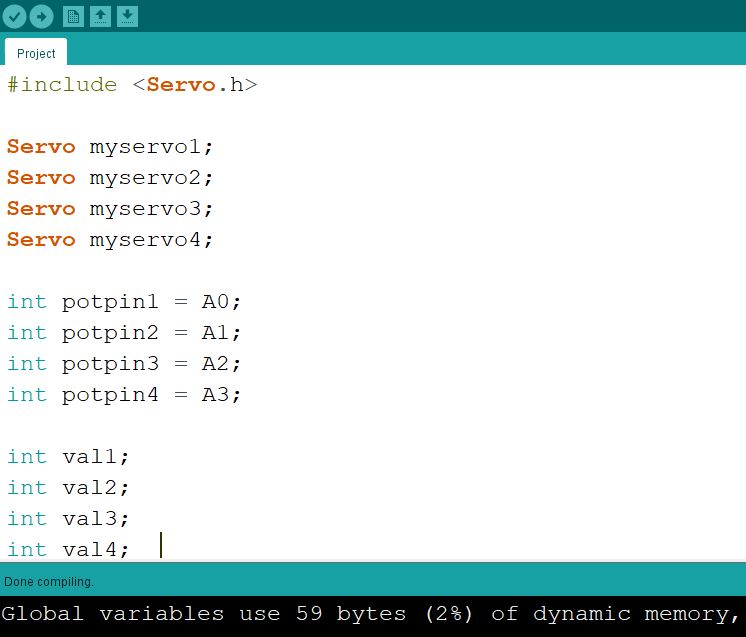 Project
#include <Servo.h>
Servo myservo1;
Servo myservo2;
Servo myservo3;
Servo myservo4;
int potpin1 = A0;
int potpin2 = A1;
int potpin3 = A2;
int potpin4 = A3;
int val1;
int val2;
int val3;
int val4;
Done compiling.
Global variables use 59 bytes (2%) of dynamic memory,